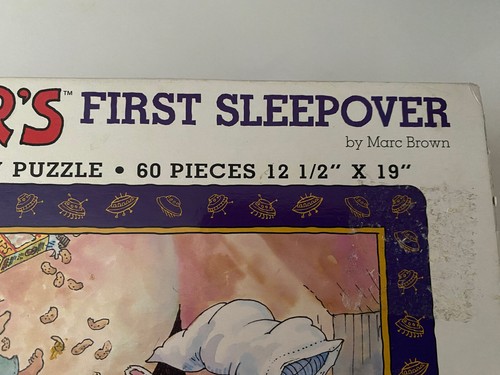 R'S™ FIRST SLEEPOVER
by Marc Brown
Y PUZZLE • 60 PIECES 12 1/2" X 19"